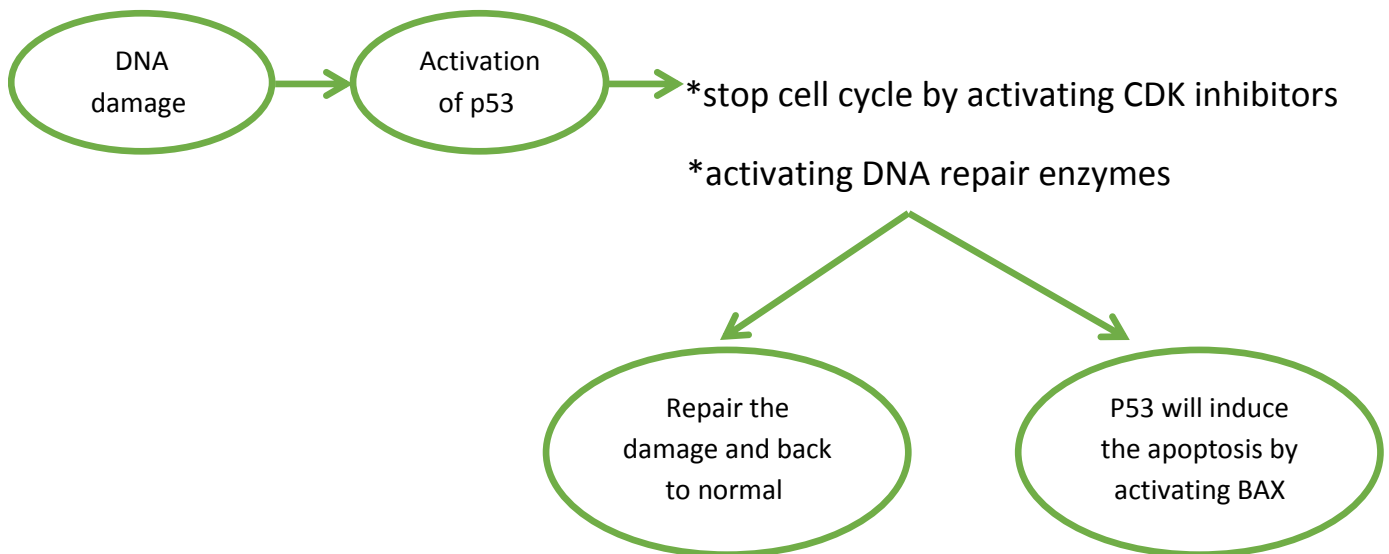 DNA
damage
Activation
of p53
*stop cell cycle by activating CDK inhibitors
*activating DNA repair enzymes
Repair the
damage and back
to normal
P53 will induce
the apoptosis by
activating BAX